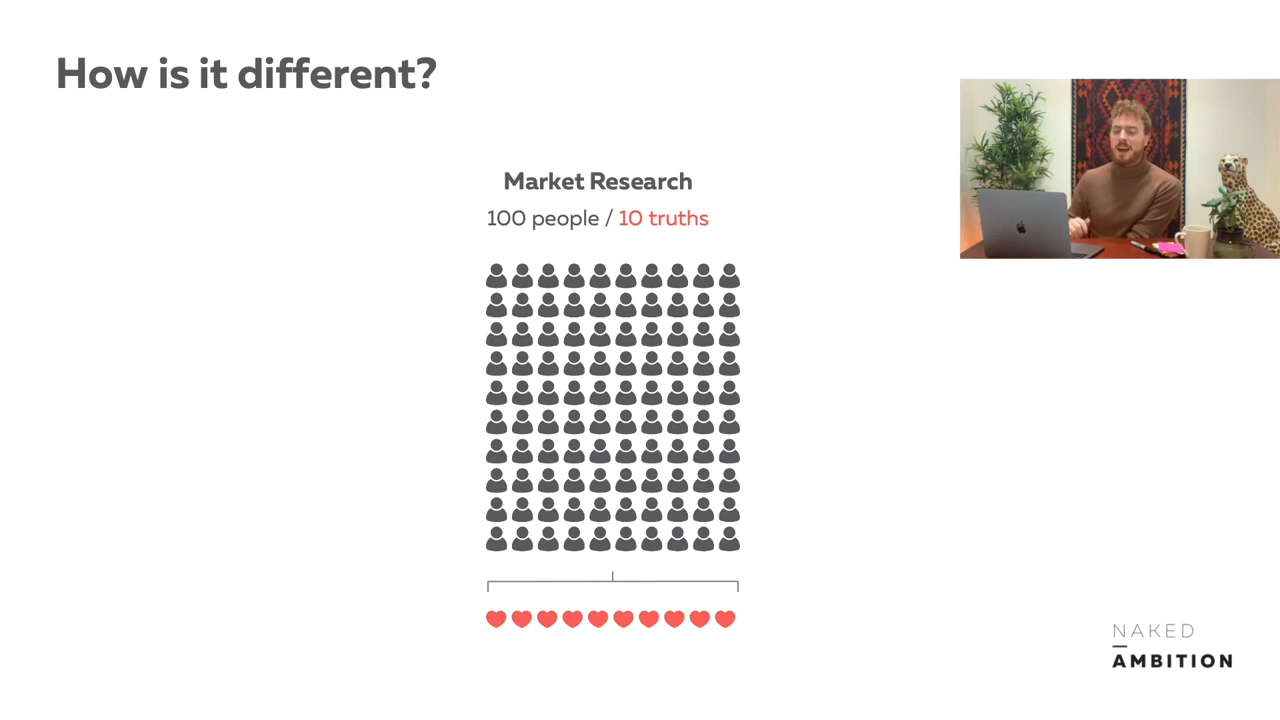 How is it different?
Market Research
100 people / 10 truths
NAKED
AMBITION